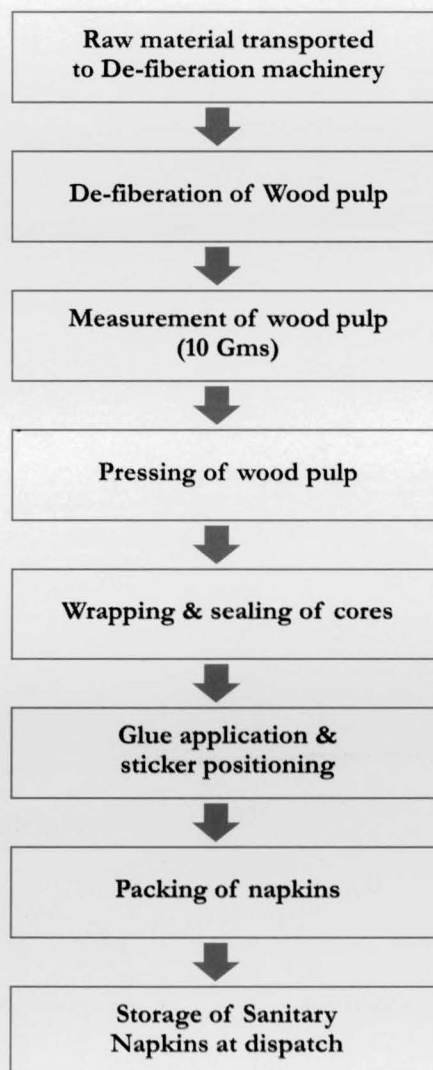 Raw material transported
to De-fiberation machinery
De-fiberation of Wood pulp
Measurement of wood pulp
(10 Gms)
Pressing of wood pulp
Wrapping & sealing of cores
Glue application &
sticker positioning
Packing of napkins
Storage of Sanitary
Napkins at dispatch